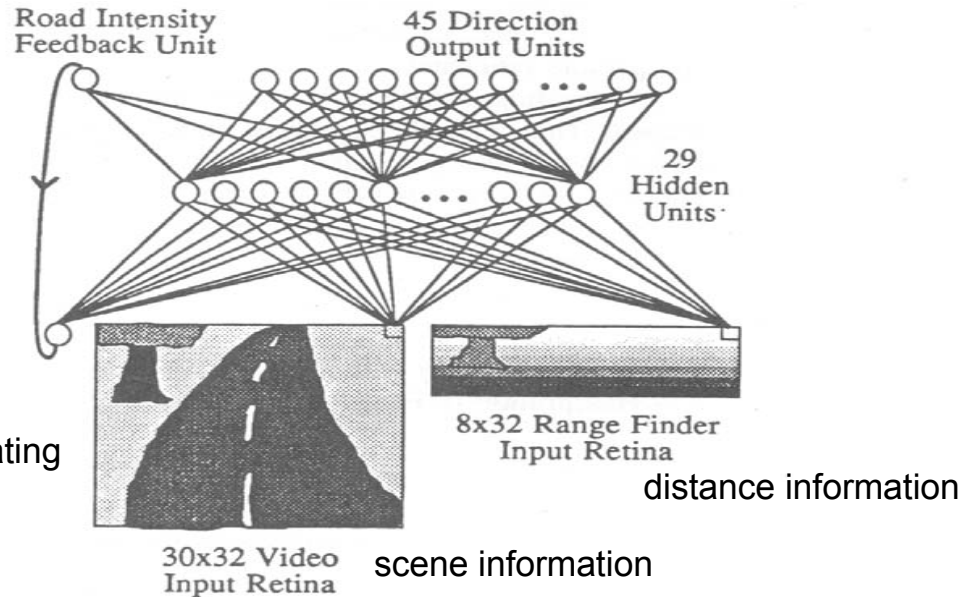 Road Intensity
Feedback Unit
45 Direction
Output Units
29
Hidden
Units
8x32 Range Finder
Input Retina
distance information
30x32 Video
Input Retina
scene information